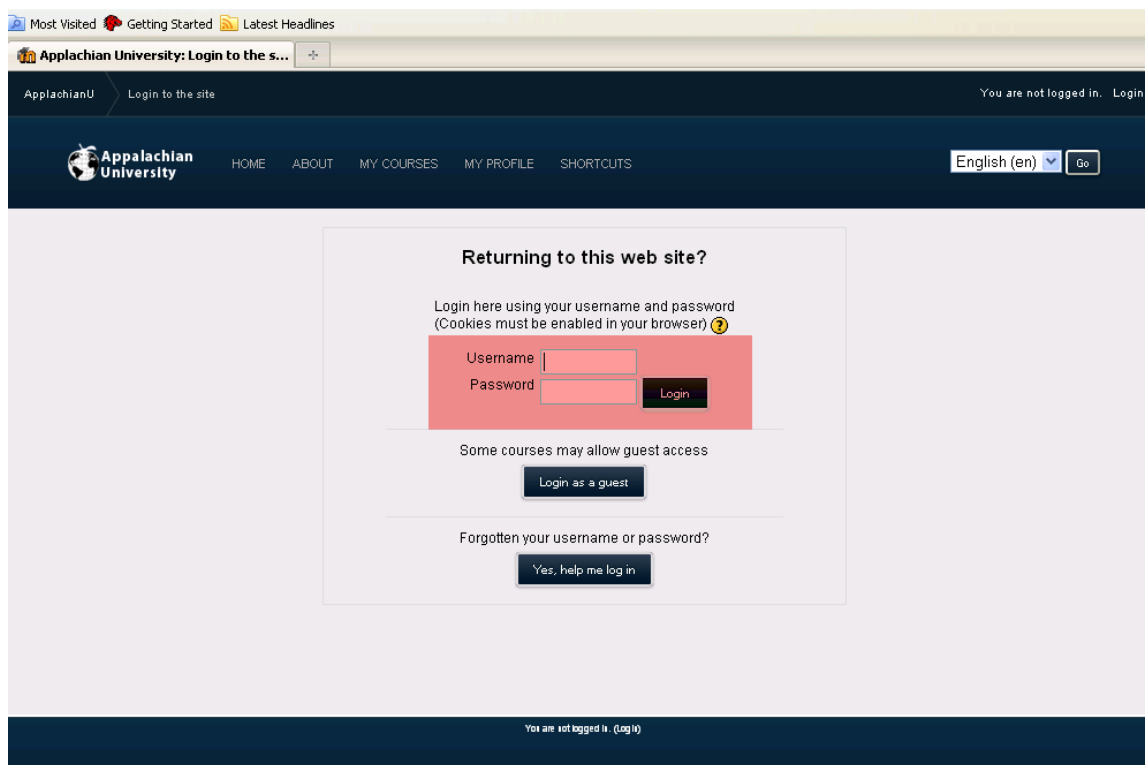 Most Visited Getting Started Latest Headlines
Applachian University: Login to the s...
ApplachianU Login to the site You are not logged in. Login
Appalachian
University
HOME ABOUT MY COURSES MY PROFILE SHORTCUTS English (en) Go
Returning to this web site?
Login here using your username and password
(Cookies must be enabled in your browser) ?
Username
Password Login
Some courses may allow guest access
Login as a guest
Forgotten your username or password?
Yes, help me log in
You are not logged in. (Login)